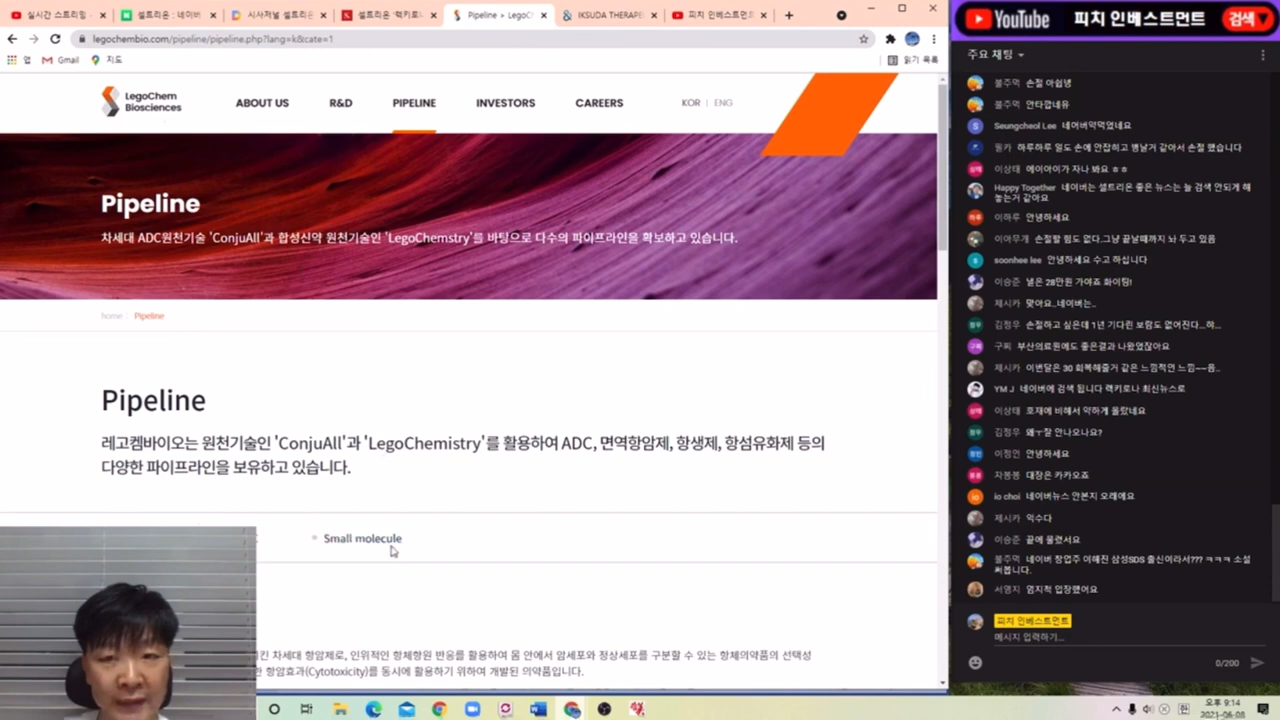 실시간 스트리밍 -
셀트리온 : 네이버
시사저널 셀트리온
셀트리온 '렉키로나
Pipeline > LegoCh
IKSUDA THERAPE
피치 인베스트먼트
legochembio.com/pipeline/pipeline.php?lang=k&cate=1
앱
Gmail
지도
읽기 목록
LegoChem
Biosciences
ABOUT US
R&D
PIPELINE
INVESTORS
CAREERS
KOR | ENG
Pipeline
차세대 ADC원천기술 'ConjuAll'과 합성신약 원천기술인 'LegoChemstry'를 바탕으로 다수의 파이프라인을 확보하고 있습니다.
home
Pipeline
Pipeline
레고켐바이오는 원천기술인 'ConjuAll'과 'LegoChemistry'를 활용하여 ADC, 면역항암제, 항생제, 항섬유화제 등의
다양한 파이프라인을 보유하고 있습니다.
Small molecule
킨 차세대 항암제로, 인위적인 항체항원 반응을 활용하여 몸 안에서 암세포와 정상세포를 구분할 수 있는 항체의약품의 선택성
한 항암효과(Cytotoxicity)를 동시에 활용하기 위하여 개발된 의약품입니다.
YouTube 피치 인베스트먼트 검색
주요 채팅
불주먹 손절 아쉽녕
불주먹 안타깝네유
Seungcheol Lee 네어버약먹었네요
필카 하루하루 일도 손에 안잡히고 병날거 같아서 손절 했습니다
이상태 에이아이가 자나 봐요 ㅎㅎ
Happy Together 네이버는 셀트리온 좋은 뉴스는 늘 검색 안되게 해
놓는거 같아요
이하루 안녕하세요
이아무개 손절할 힘도 없다.그냥 끝날때까지 놔 두고 있음
soonhee lee 안녕하세요 수고 하십니다
이승준 낼은 28만원 가야죠 화이팅!
제시카 맞아요..네이버는..
김정우 손절하고 싶은데 1년 기다린 보람도 없어진다...하...
구찌 부산의료원에도 좋은결과 나왔었잖아요
제시카 이번달은 30 회복해줄거 같은 느낌적인 느낌~~음..
YM J 네이버에 검색 됩니다 렉키로나 최신뉴스로
이상태 호재에 비해서 약하게 올랐네요
김정우 왜ㅜ잘 안나오나요?
이정인 안녕하세요
자몽몽 대장은 카카오죠
io choi 네이버뉴스 안본지 오래에요
제시카 익수다
이승준 끝에 올렸서요
불주먹 네이버 창업주 이해진 삼성SDS 출신이라서??? ㅋㅋㅋ 소설
써봅니다.
서영지 엄지척 입장했어요
피치 인베스트먼트
메시지 입력하기...
0/200
오후 9:14
2021-06-08